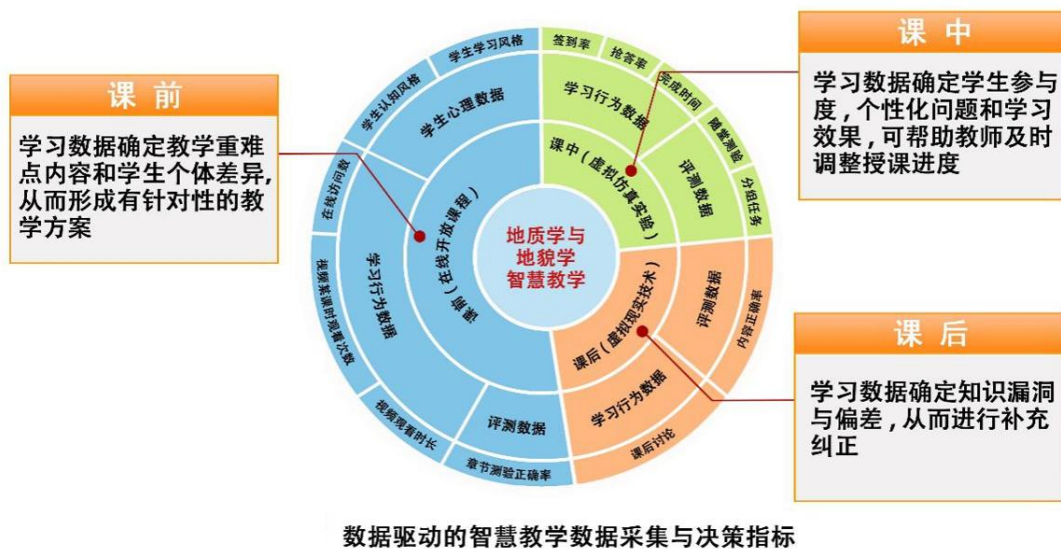 课 前
学习数据确定教学重难
点内容和学生个体差异,
从而形成有针对性的教
学方案
课 中
学习数据确定学生参与
度,个性化问题和学习
效果,可帮助教师及时
调整授课进度
课 后
学习数据确定知识漏洞
与偏差,从而进行补充
纠正
地质学与
地貌学
智慧教学
课前(在线开放课程)
学生心理数据
学生学习风格
学生认知风格
学习行为数据
在线访问数
视频某课时观看次数
视频观看时长
评测数据
章节测验正确率
课中(虚拟仿真实验)
学习行为数据
签到率
抢答率
完成时间
评测数据
随堂测验
分组任务
课后(虚拟现实技术)
评测数据
内容正确率
学习行为数据
课后讨论
数据驱动的智慧教学数据采集与决策指标